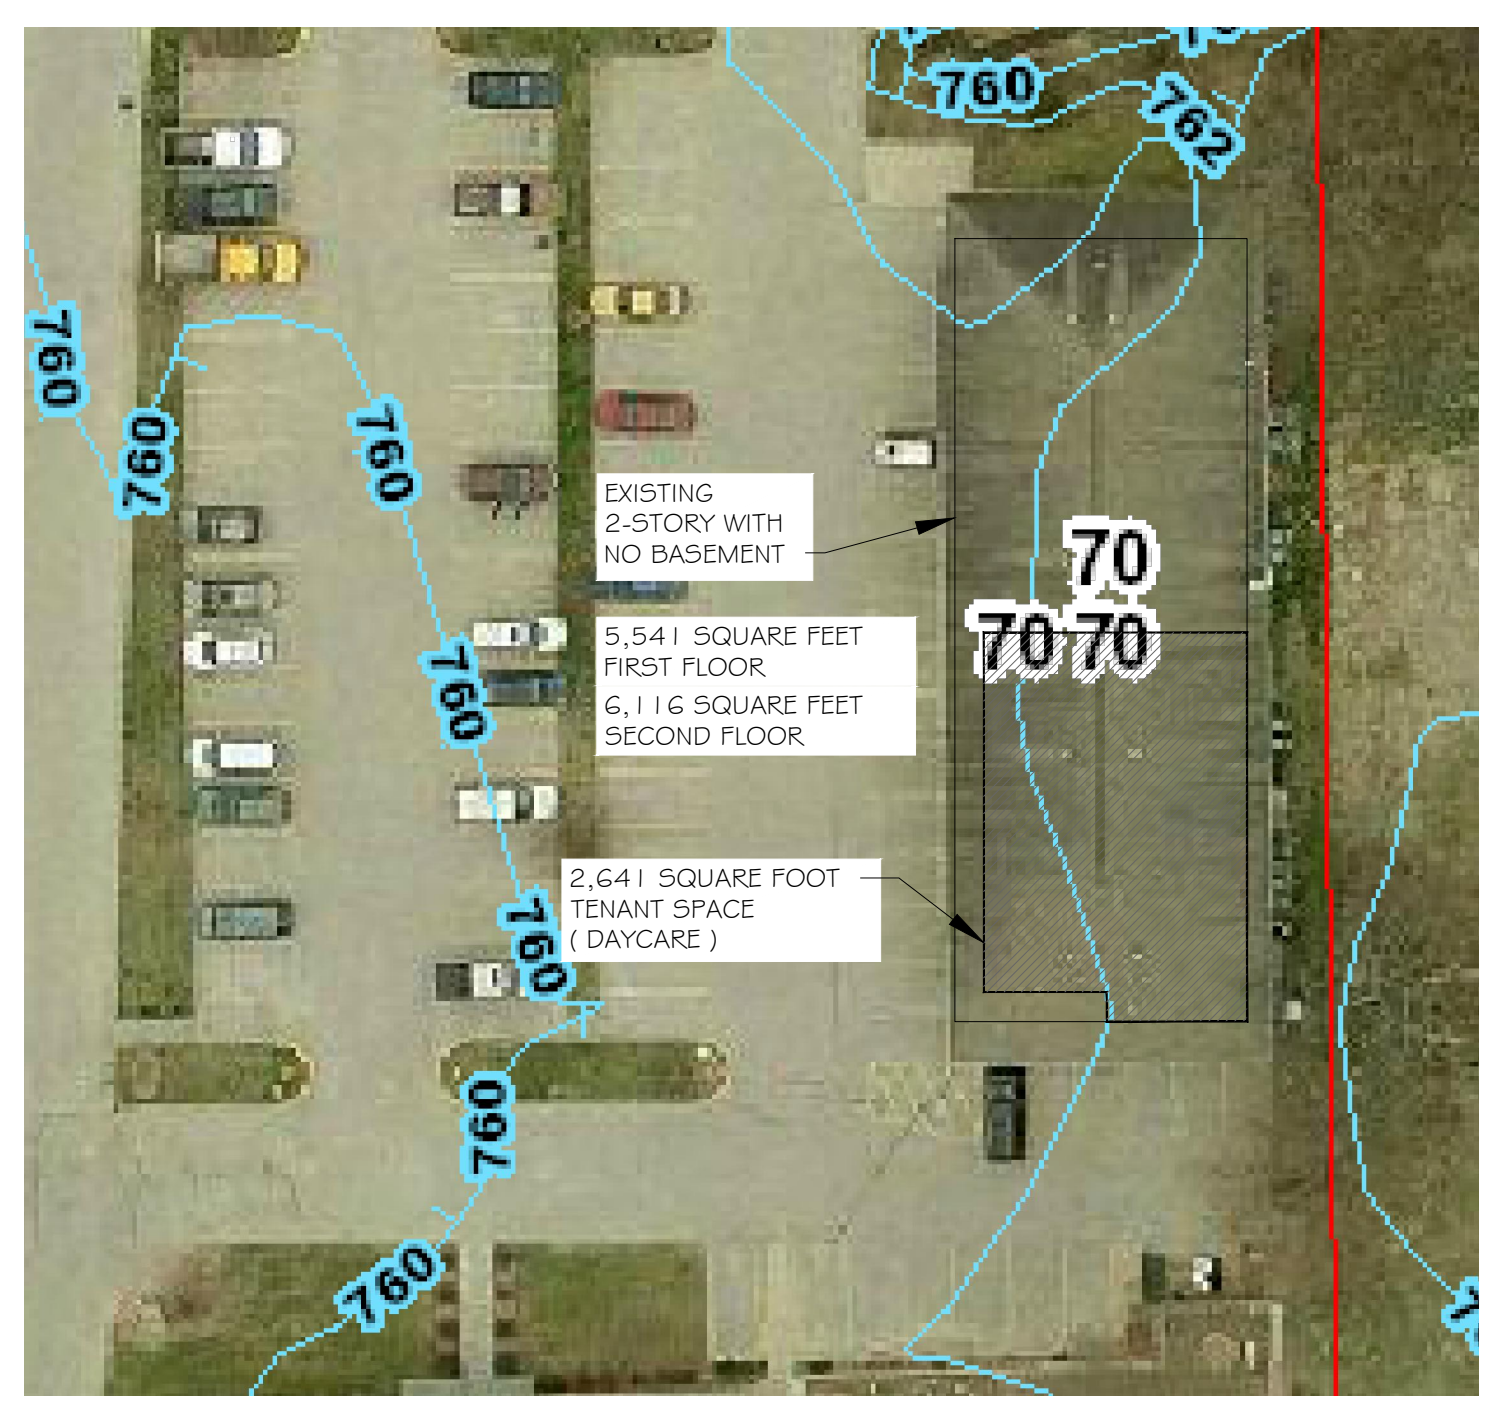 760
762
760
760
760
EXISTING
2-STORY WITH
NO BASEMENT
70
70 70
5,541 SQUARE FEET
FIRST FLOOR
6,116 SQUARE FEET
SECOND FLOOR
760
2,641 SQUARE FOOT
TENANT SPACE
( DAYCARE )
760
760
760